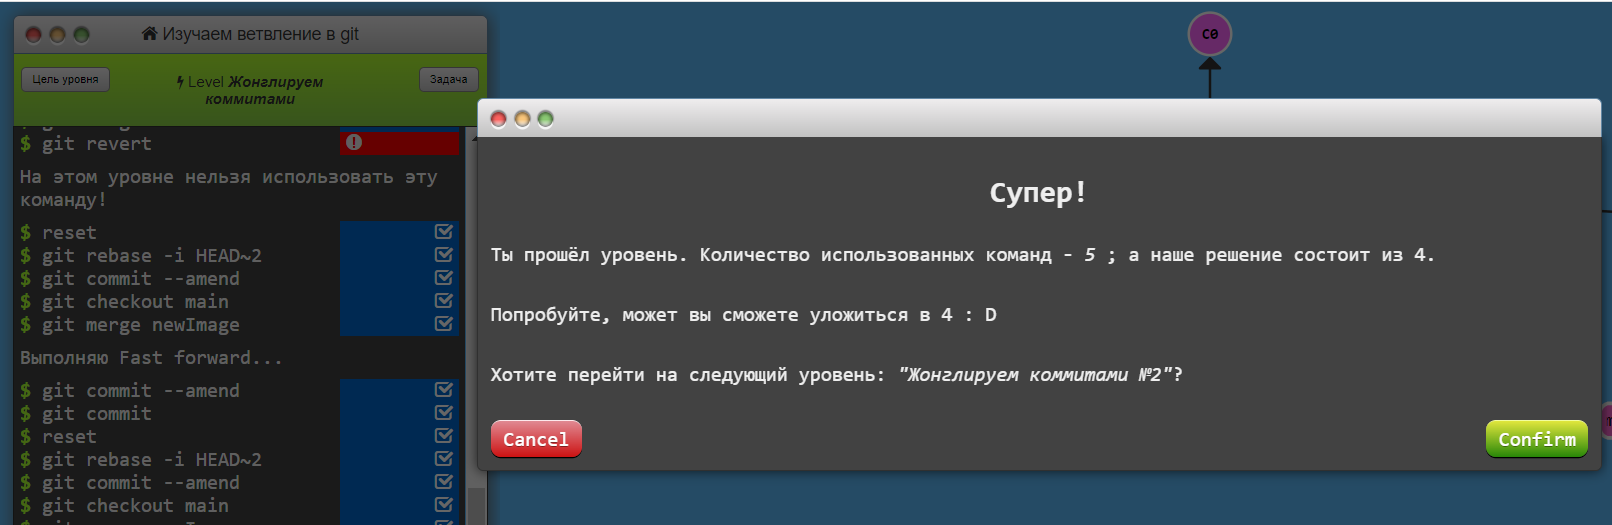 Изучаем ветвление в git
C0
Цель уровня
Level Жонглируем
коммитами
Задача
$ git revert
На этом уровне нельзя использовать эту
команду!
$ reset
$ git rebase -i HEAD~2
$ git commit --amend
$ git checkout main
$ git merge newImage
Выполняю Fast forward...
$ git commit --amend
$ git commit
$ reset
$ git rebase -i HEAD~2
$ git commit --amend
$ git checkout main
Супер!
Ты прошёл уровень. Количество использованных команд - 5 ; а наше решение состоит из 4.
Попробуйте, может вы сможете уложиться в 4 : D
Хотите перейти на следующий уровень: "Жонглируем коммитами №2"?
Cancel
Confirm